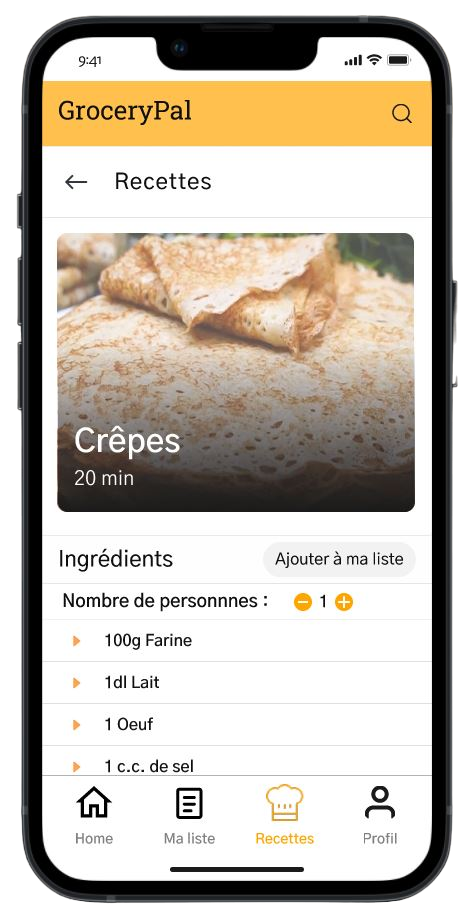 9:41
GroceryPal
Recettes
Crêpes
20 min
Ingrédients Ajouter à ma liste
Nombre de personnnes : 1
100g Farine
1dl Lait
1 Oeuf
1 c.c. de sel
Home Ma liste Recettes Profil